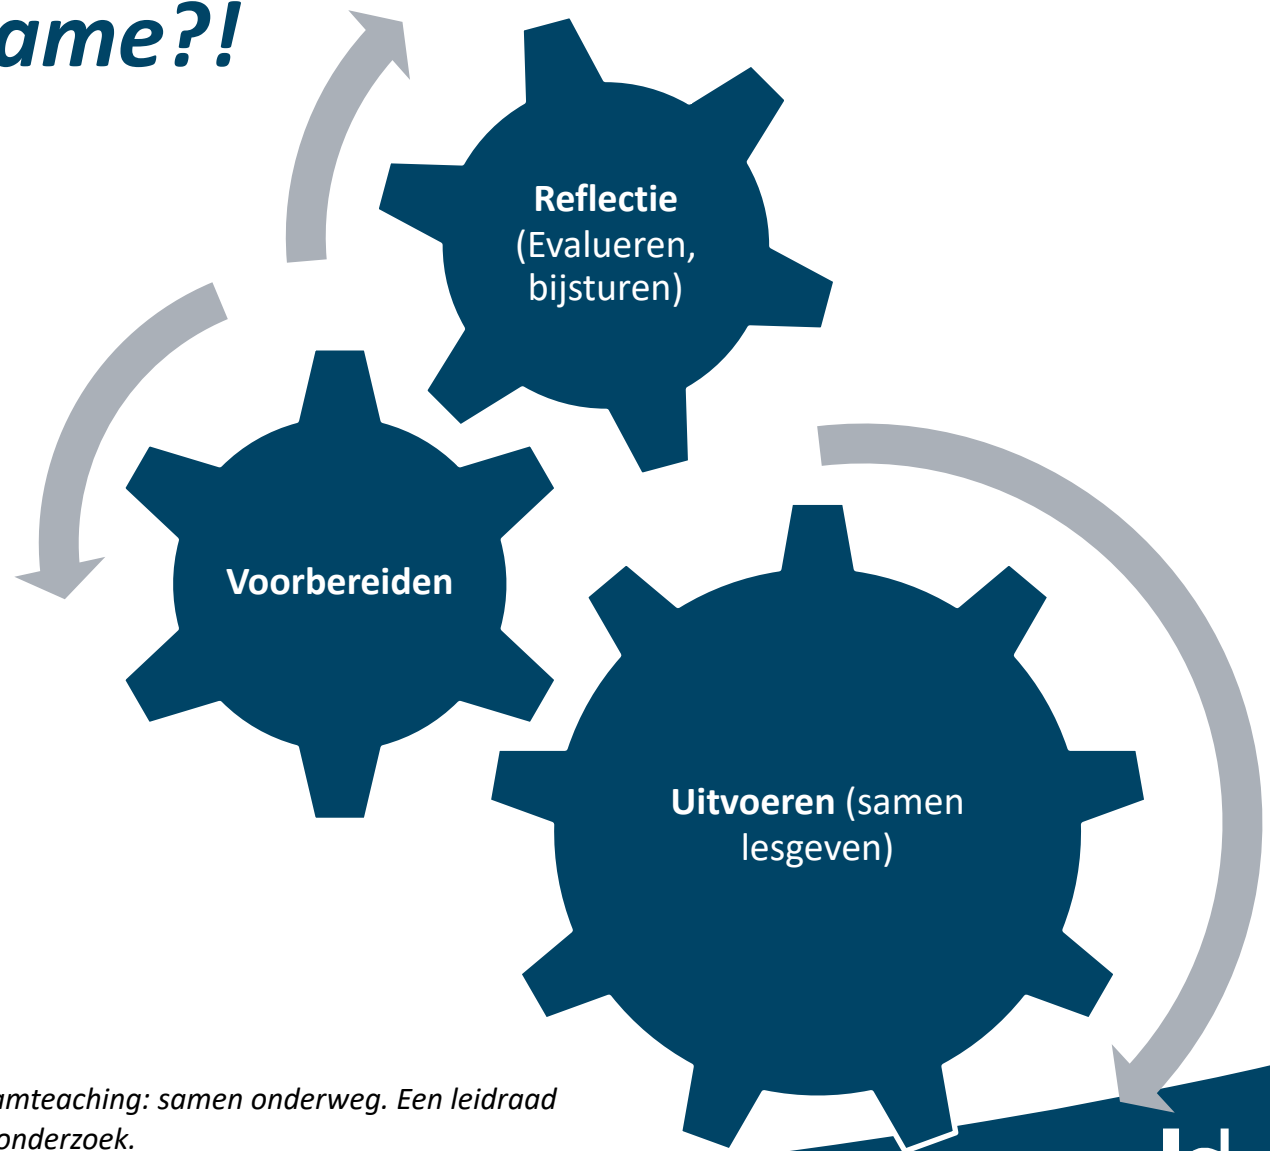 ame?!
Reflectie
(Evalueren,
bijsturen)
Voorbereiden
Uitvoeren (samen
lesgeven)
amteaching: samen onderweg. Een leidraad
onderzoek.